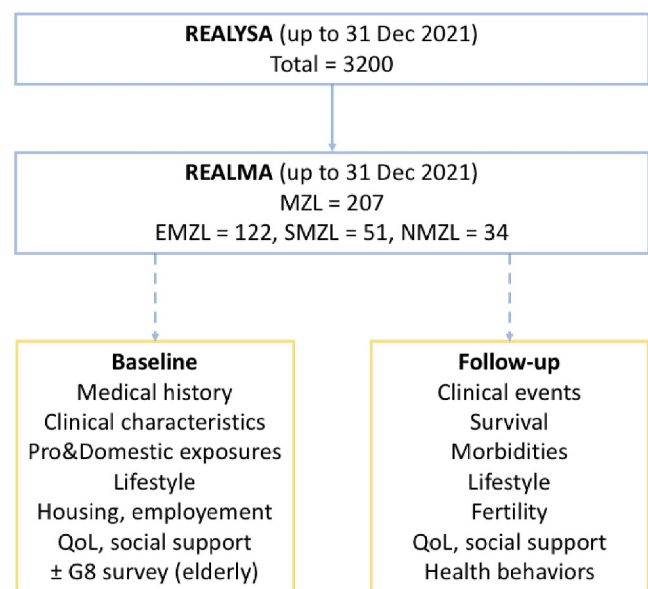 REALYSA (up to 31 Dec 2021)
Total = 3200
REALMA (up to 31 Dec 2021)
MZL = 207
EMZL = 122, SMZL = 51, NMZL = 34
Baseline
Medical history
Clinical characteristics
Pro&Domestic exposures
Lifestyle
Housing, employement
QoL, social support
± G8 survey (elderly)
Follow-up
Clinical events
Survival
Morbidities
Lifestyle
Fertility
QoL, social support
Health behaviors